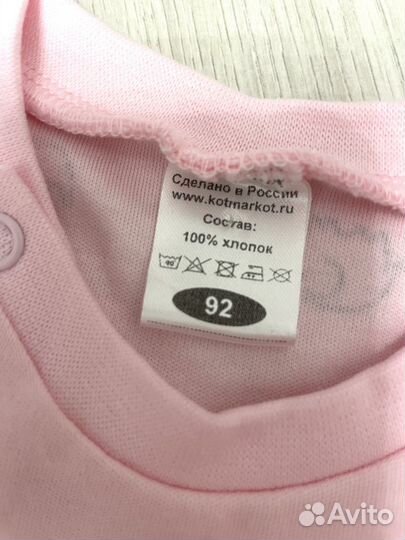 Сделано в России
www.kotmarkot.ru
Состав:
100% хлопок
92
Avito